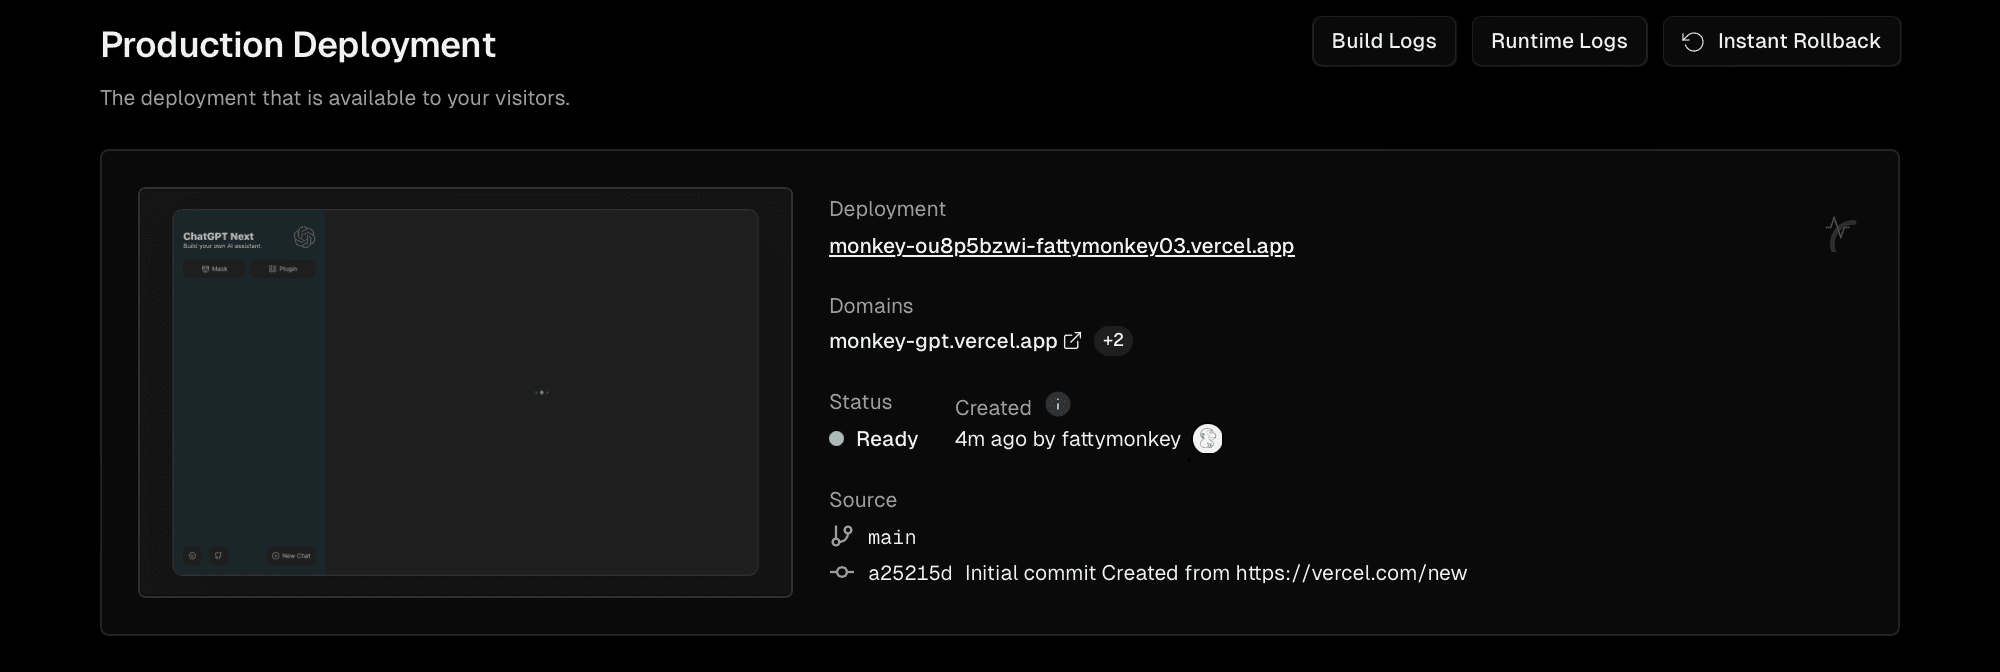 Production Deployment
Build Logs
Runtime Logs
Instant Rollback
The deployment that is available to your visitors.
ChatGPT Next
Build your own AI assistant.
Mask
Plugin
New Chat
Deployment
monkey-ou8p5bzwi-fattymonkey03.vercel.app
Domains
monkey-gpt.vercel.app +2
Status
Created
Ready
4m ago by fattymonkey
Source
main
a25215d Initial commit Created from https://vercel.com/new